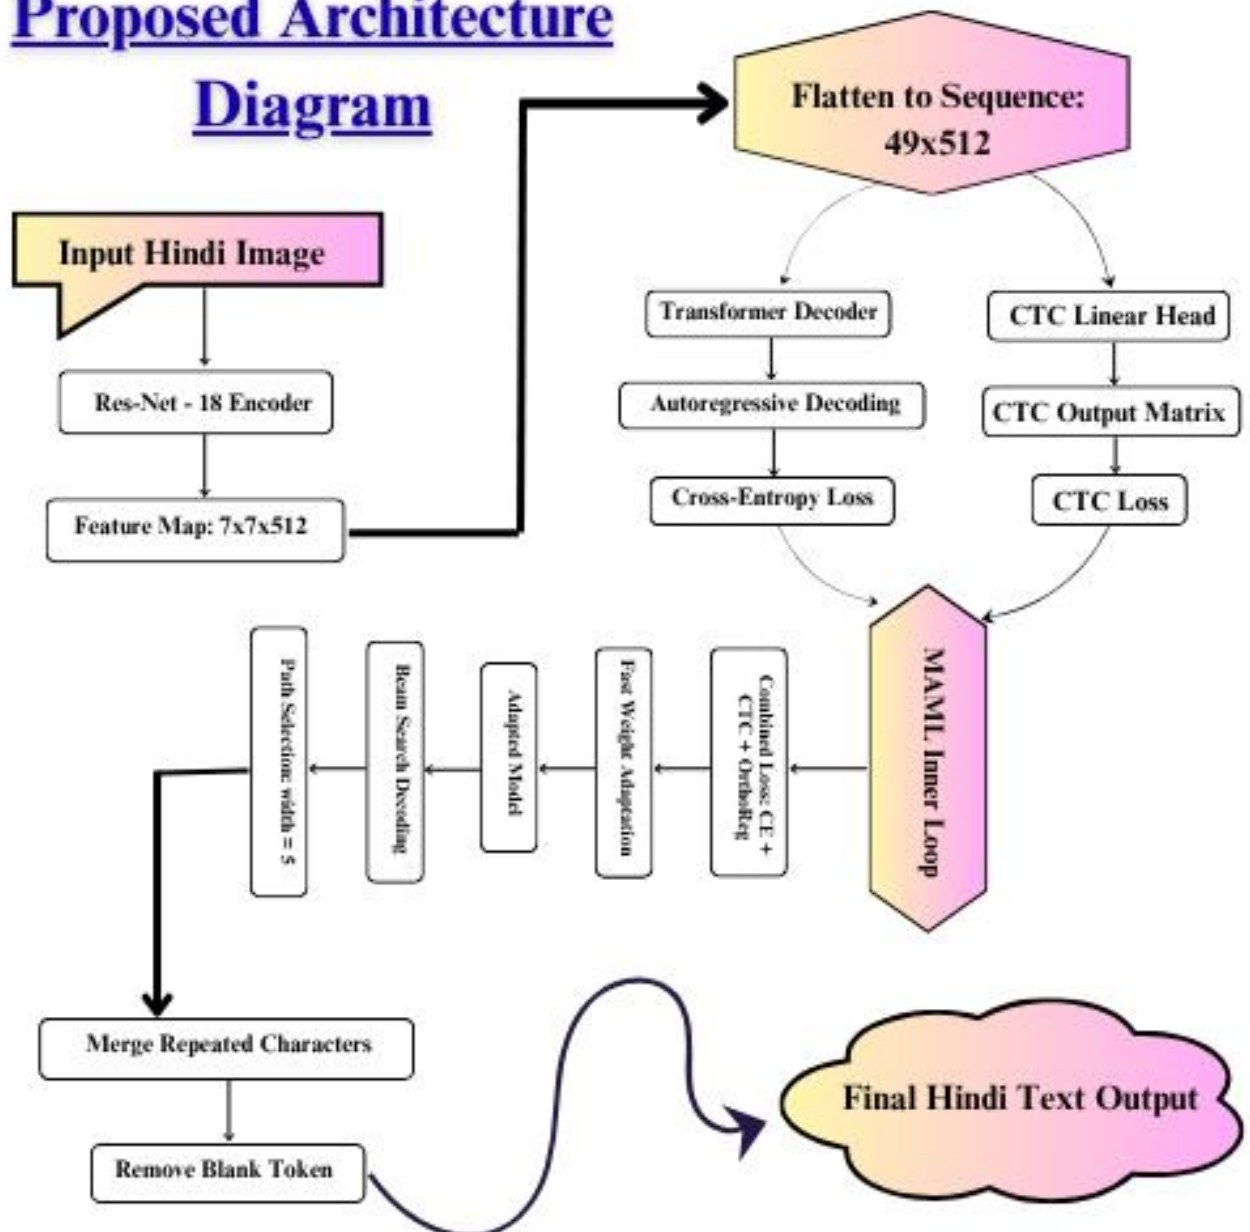 Proposed Architecture
Diagram
Input Hindi Image
Res-Net - 18 Encoder
Feature Map: 7x7x512
Flatten to Sequence:
49x512
Transformer Decoder
Autoregressive Decoding
Cross-Entropy Loss
CTC Linear Head
CTC Output Matrix
CTC Loss
MAML Inner Loop
Combined Loss: CE +
CTC + OrthoReg
Fast Weight Adaptation
Adapted Model
Beam Search Decoding
Path Selection: width = 5
Merge Repeated Characters
Remove Blank Token
Final Hindi Text Output